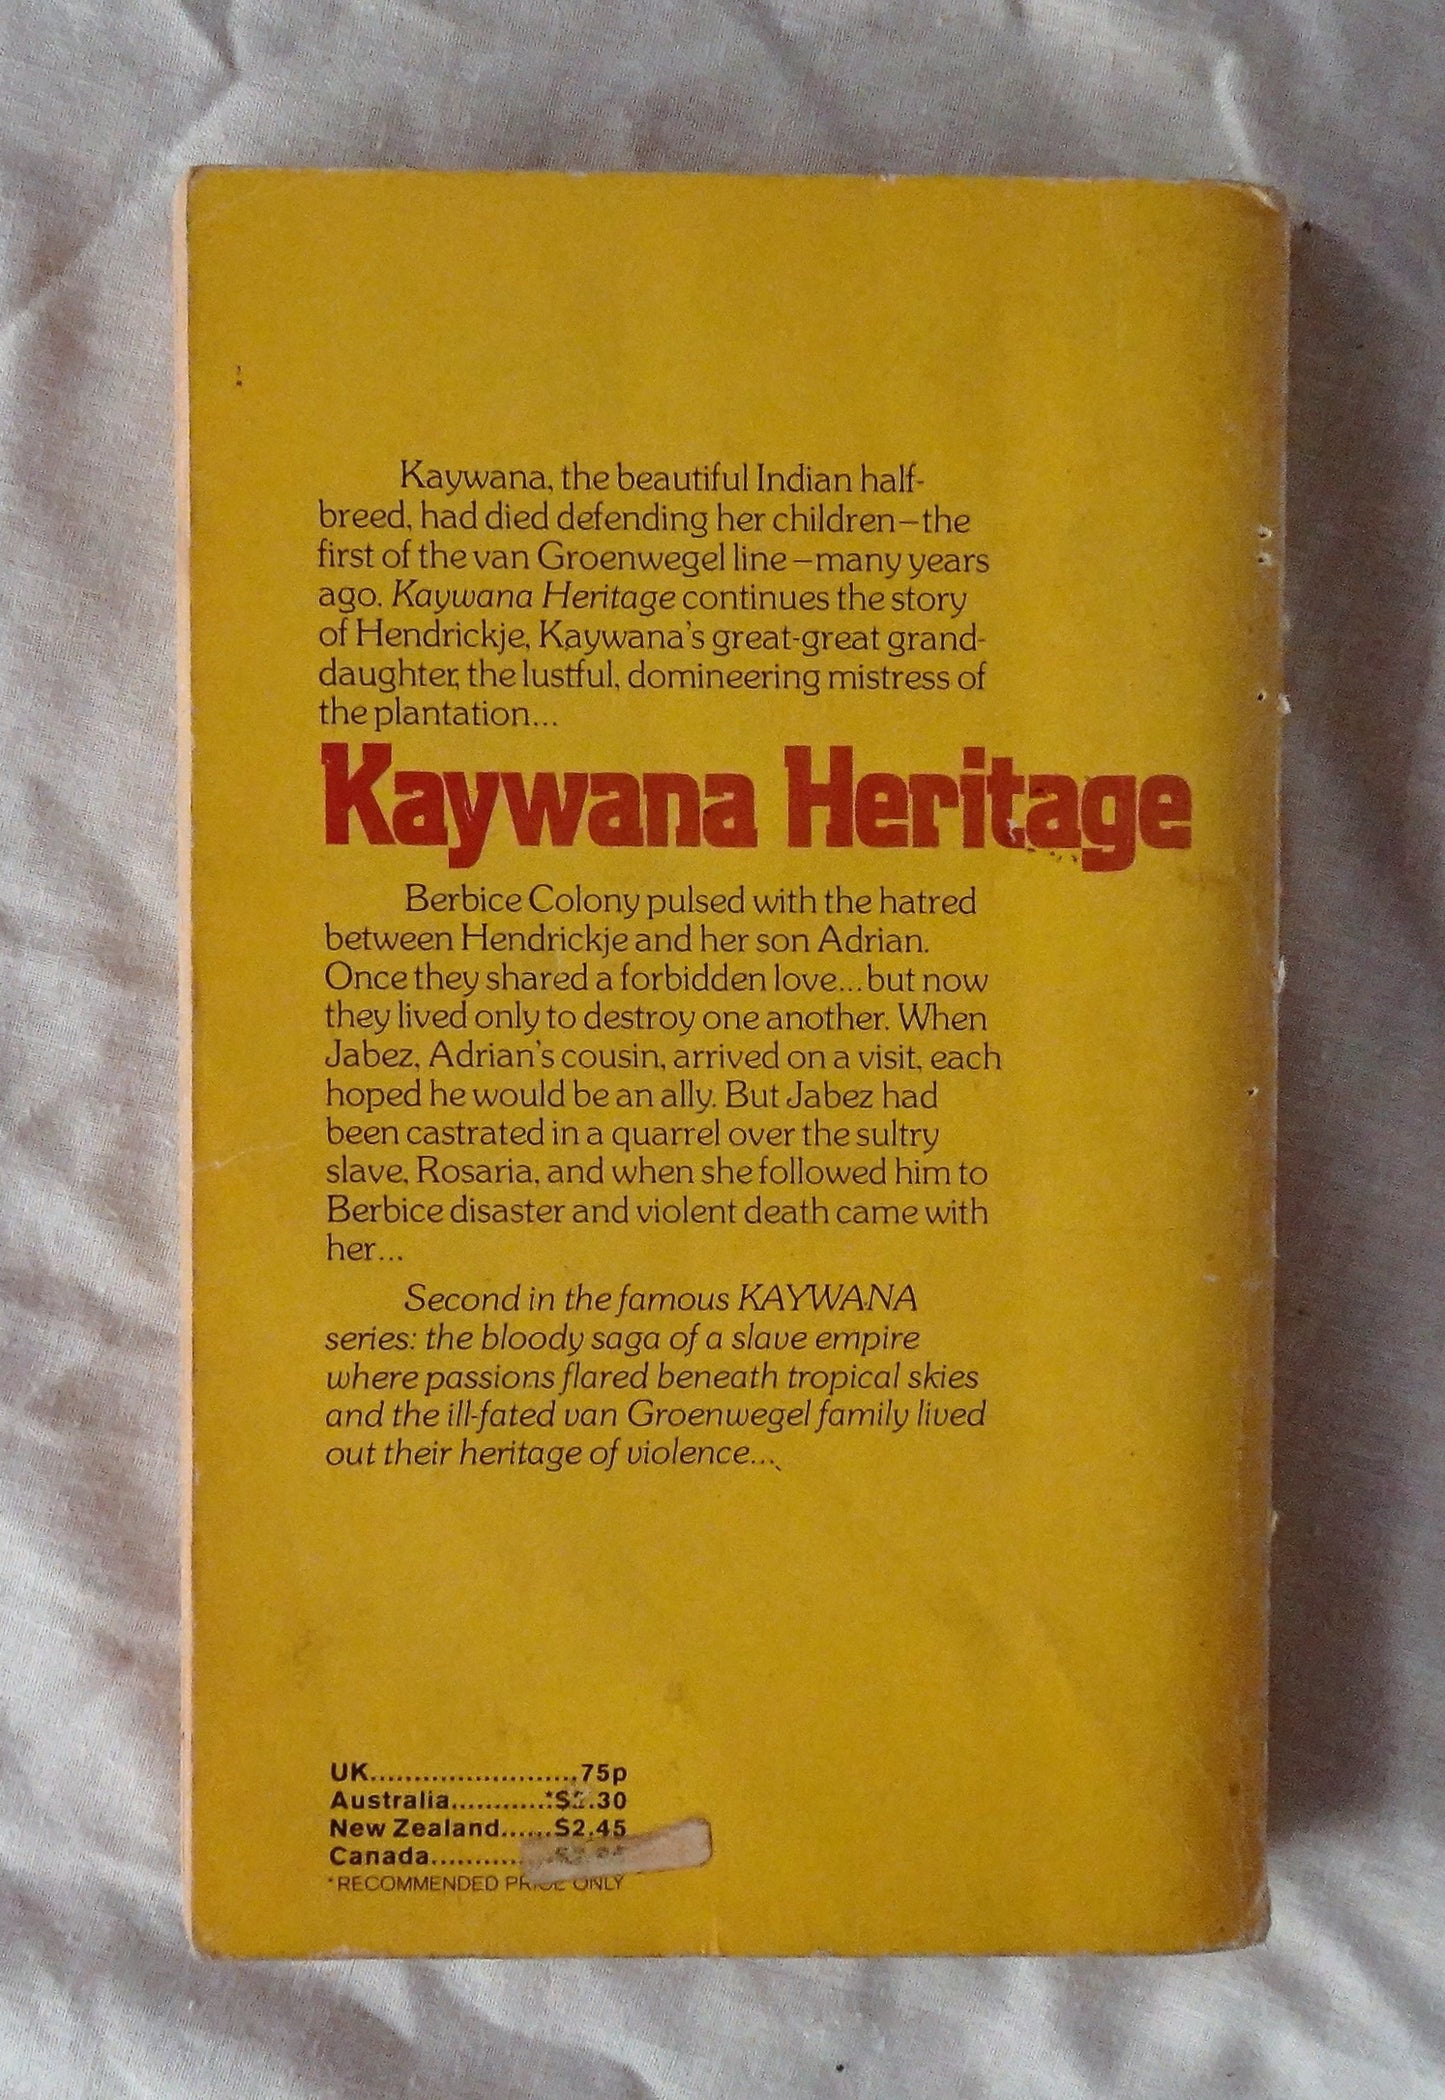 Kaywana, the beautiful Indian half-
breed, had died defending her children–the
first of the van Groenwegel line–many years
ago. Kaywana Heritage continues the story
of Hendrickje, Kaywana's great-great grand-
daughter, the lustful, domineering mistress of
the plantation...
Kaywana Heritage
Berbice Colony pulsed with the hatred
between Hendrickje and her son Adrian.
Once they shared a forbidden love...but now
they lived only to destroy one another. When
Jabez, Adrian's cousin, arrived on a visit, each
hoped he would be an ally. But Jabez had
been castrated in a quarrel over the sultry
slave, Rosaria, and when she followed him to
Berbice disaster and violent death came with
her...
Second in the famous KAYWANA
series: the bloody saga of a slave empire
where passions flared beneath tropical skies
and the ill-fated van Groenwegel family lived
out their heritage of violence...
UK........................75p
Australia...........
New Zealand......$2.45
Canada...........
*RECOMMENDED PRICE ONLY